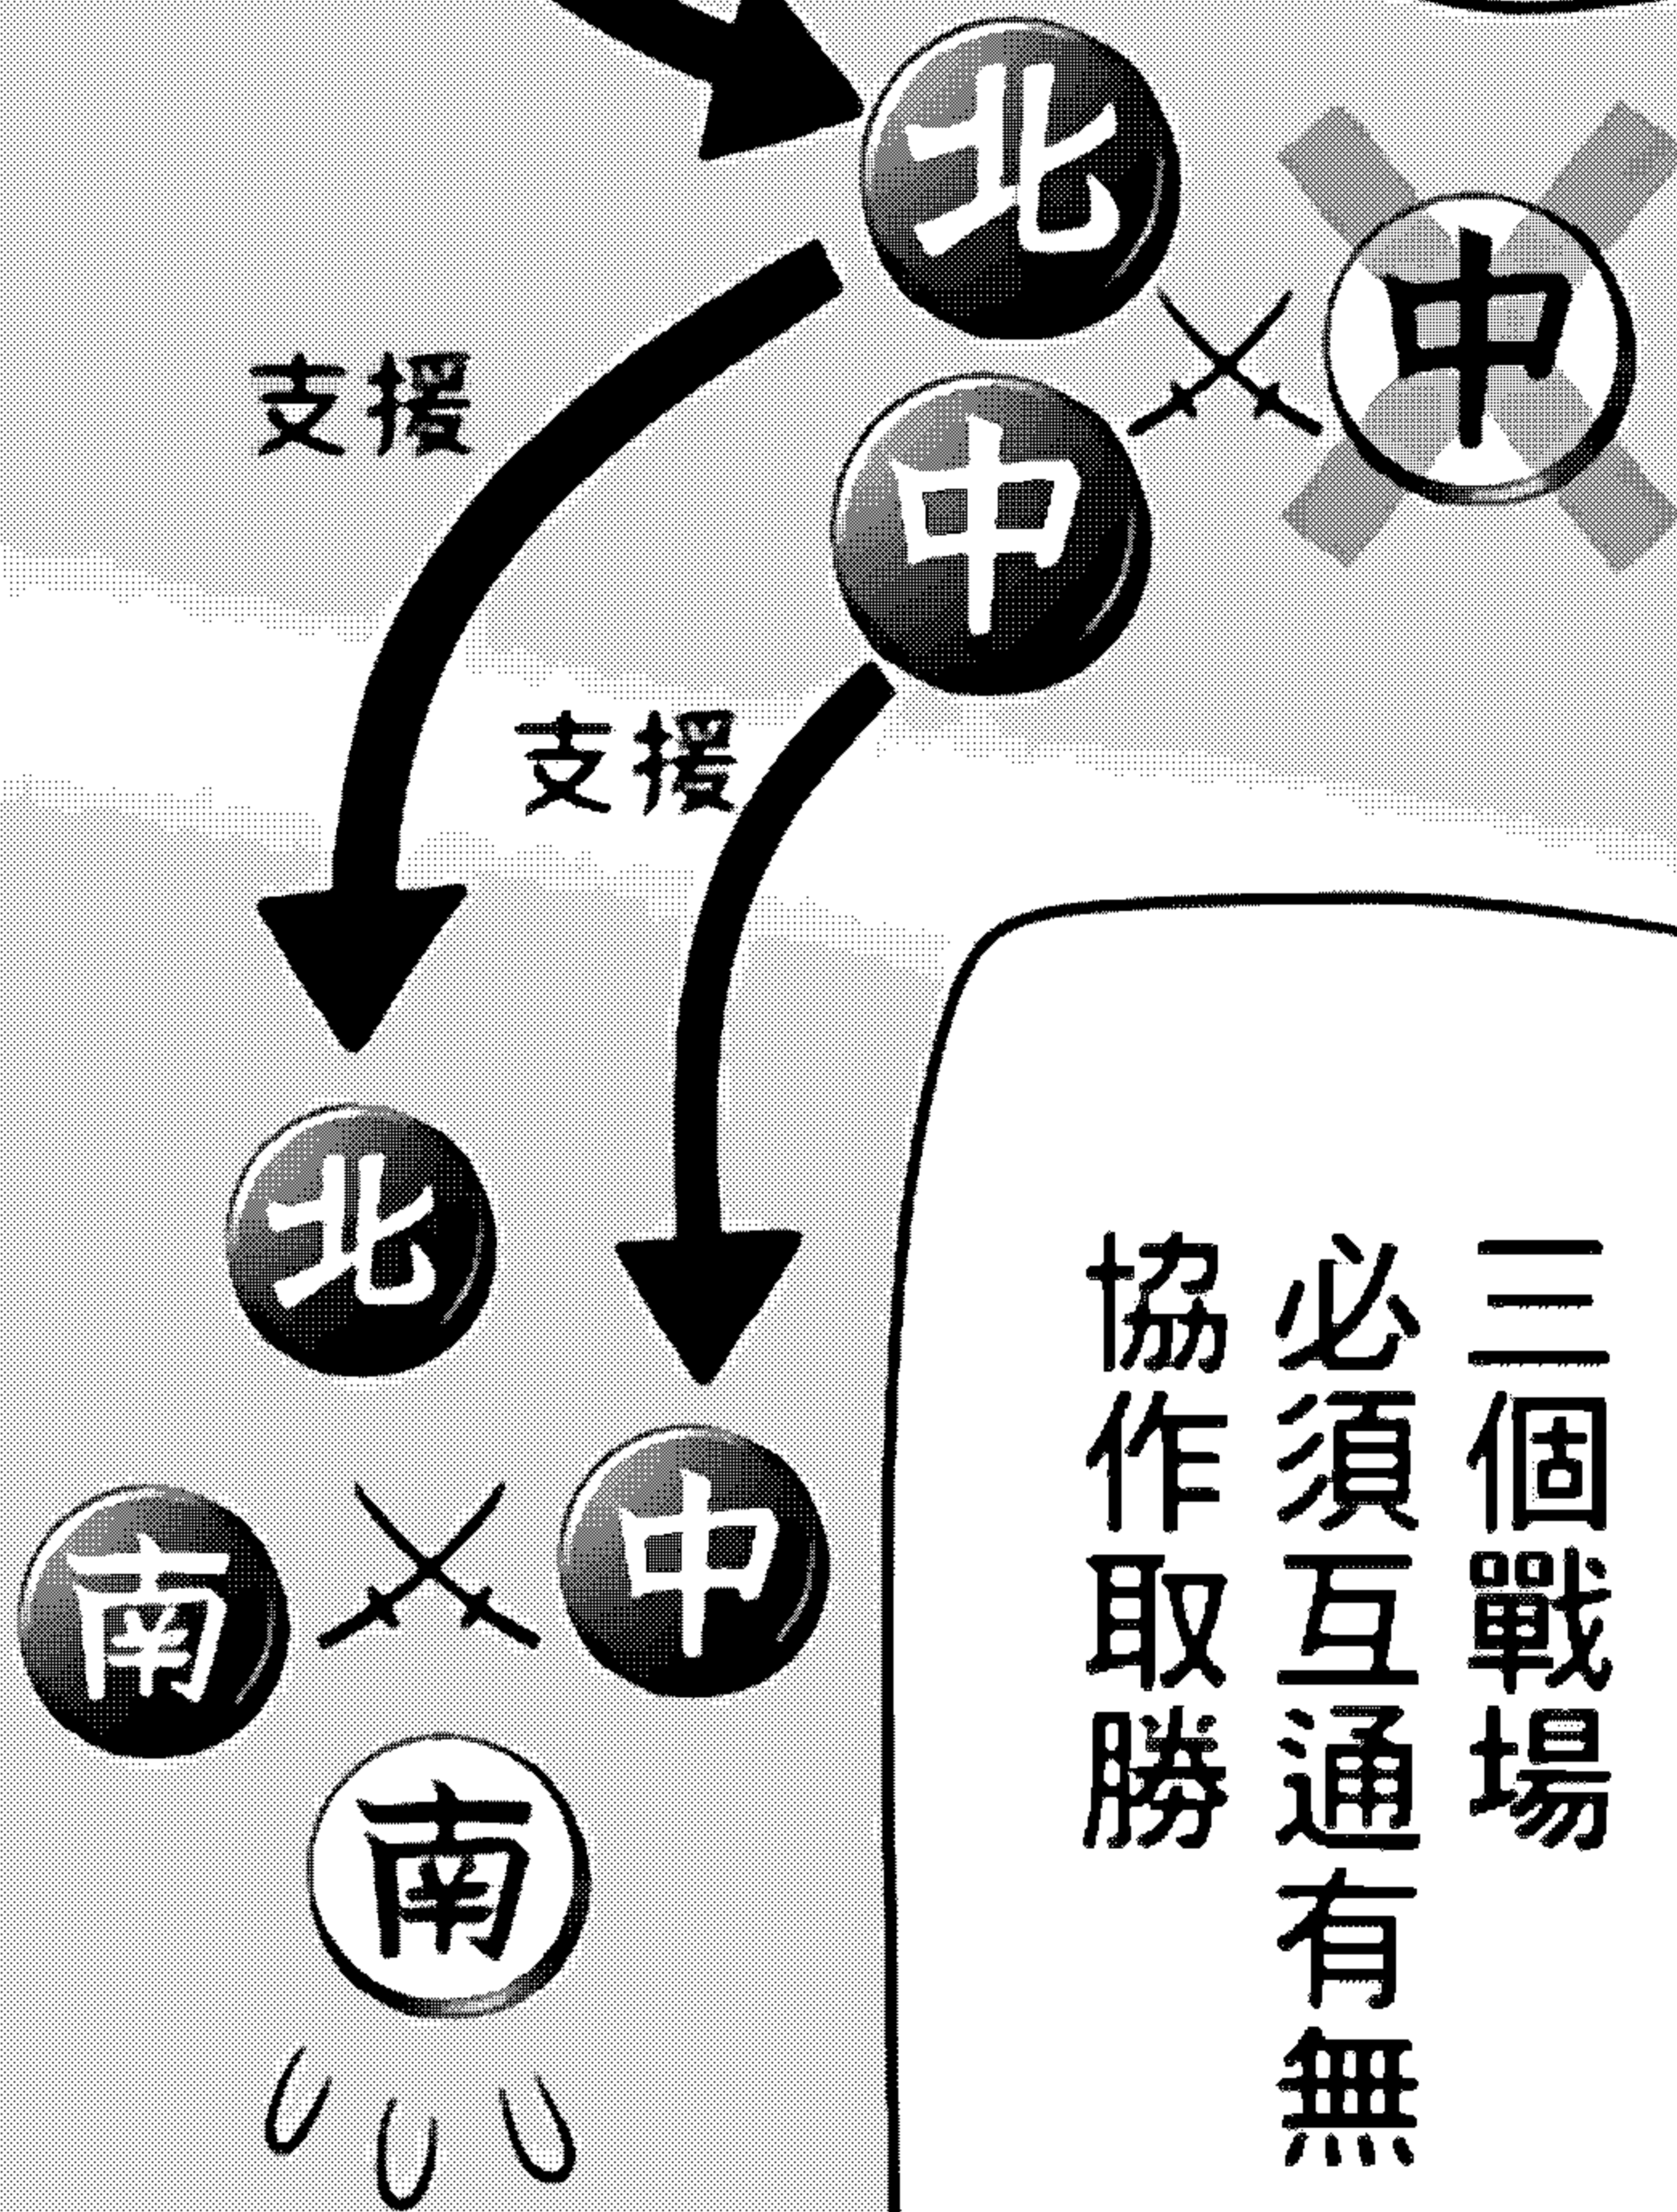 北
中
中
支援
支援
北
中
南
南
三個戰場
必須互通有無
協作取勝